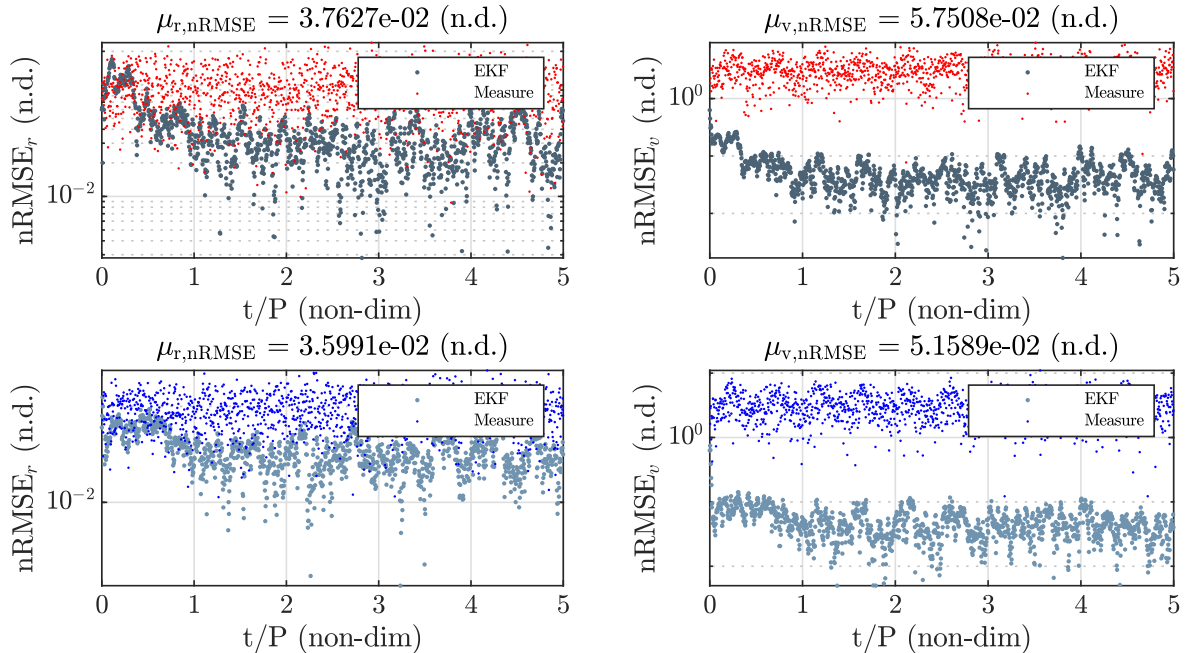 μr,nRMSE = 3.7627e-02 (n.d.)
nRMSEr (n.d.)
10⁻²
EKF
Measure
0 1 2 3 4 5
t/P (non-dim)
μv,nRMSE = 5.7508e-02 (n.d.)
nRMSEv (n.d.)
10⁰
EKF
Measure
0 1 2 3 4 5
t/P (non-dim)
μr,nRMSE = 3.5991e-02 (n.d.)
nRMSEr (n.d.)
10⁻²
EKF
Measure
0 1 2 3 4 5
t/P (non-dim)
μv,nRMSE = 5.1589e-02 (n.d.)
nRMSEv (n.d.)
10⁰
EKF
Measure
0 1 2 3 4 5
t/P (non-dim)